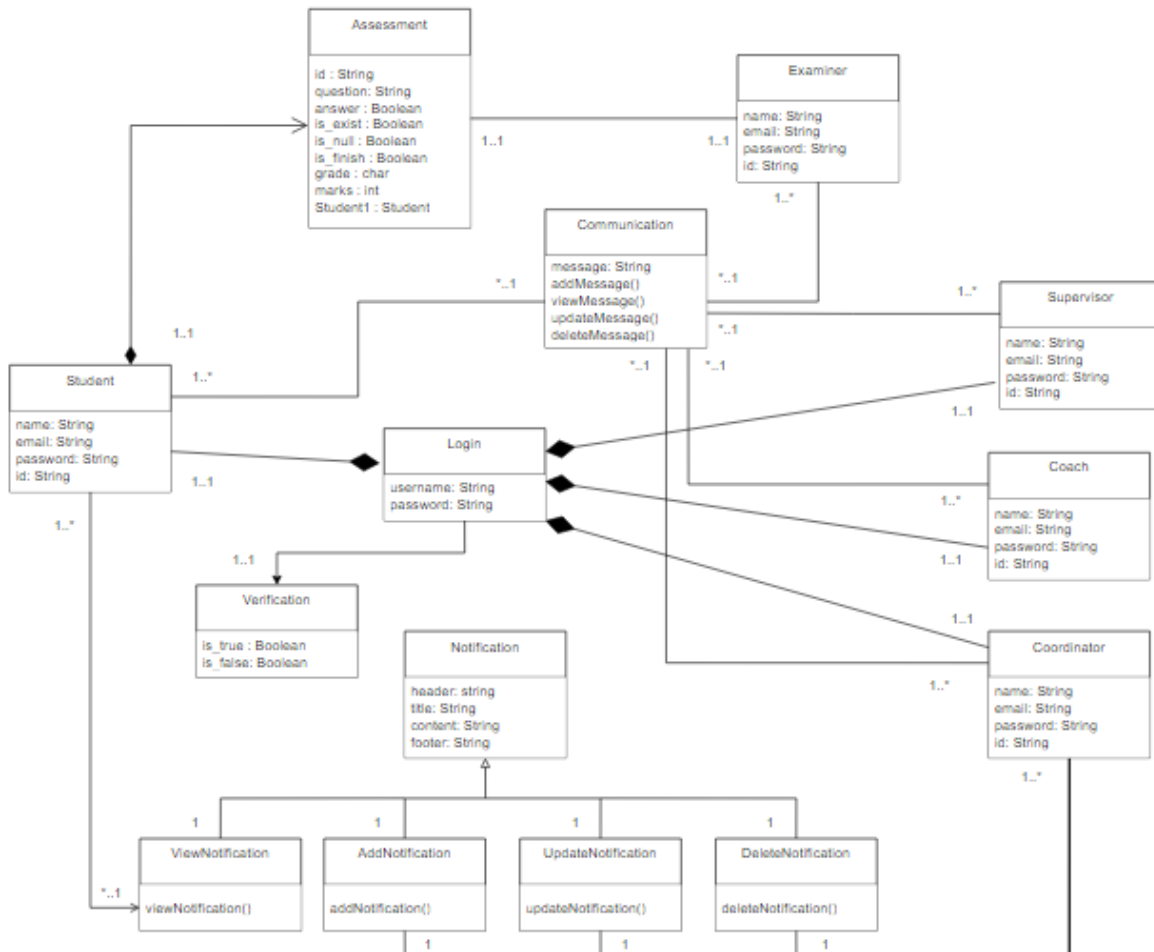 Assessment
id : String
question: String
answer : Boolean
is_exist : Boolean
is_null : Boolean
is_finish : Boolean
grade : char
marks : int
Student1 : Student
1..1
1..1
Examiner
name: String
email: String
password: String
id: String
1..*
Communication
message: String
addMessage()
viewMessage()
updateMessage()
deleteMessage()
*..1
*..1
*..1
*..1
*..1
1..*
Supervisor
name: String
email: String
password: String
id: String
1..1
1..1
1..*
Student
name: String
email: String
password: String
id: String
1..1
1..*
Login
username: String
password: String
1..1
Coach
name: String
email: String
password: String
id: String
1..*
1..1
Verification
is_true : Boolean
is_false: Boolean
Notification
header: string
title: String
content: String
footer: String
1..1
1..*
Coordinator
name: String
email: String
password: String
id: String
1..*
1
1
1
1
*..1
ViewNotification
viewNotification()
AddNotification
addNotification()
UpdateNotification
updateNotification()
DeleteNotification
deleteNotification()
1
1
1